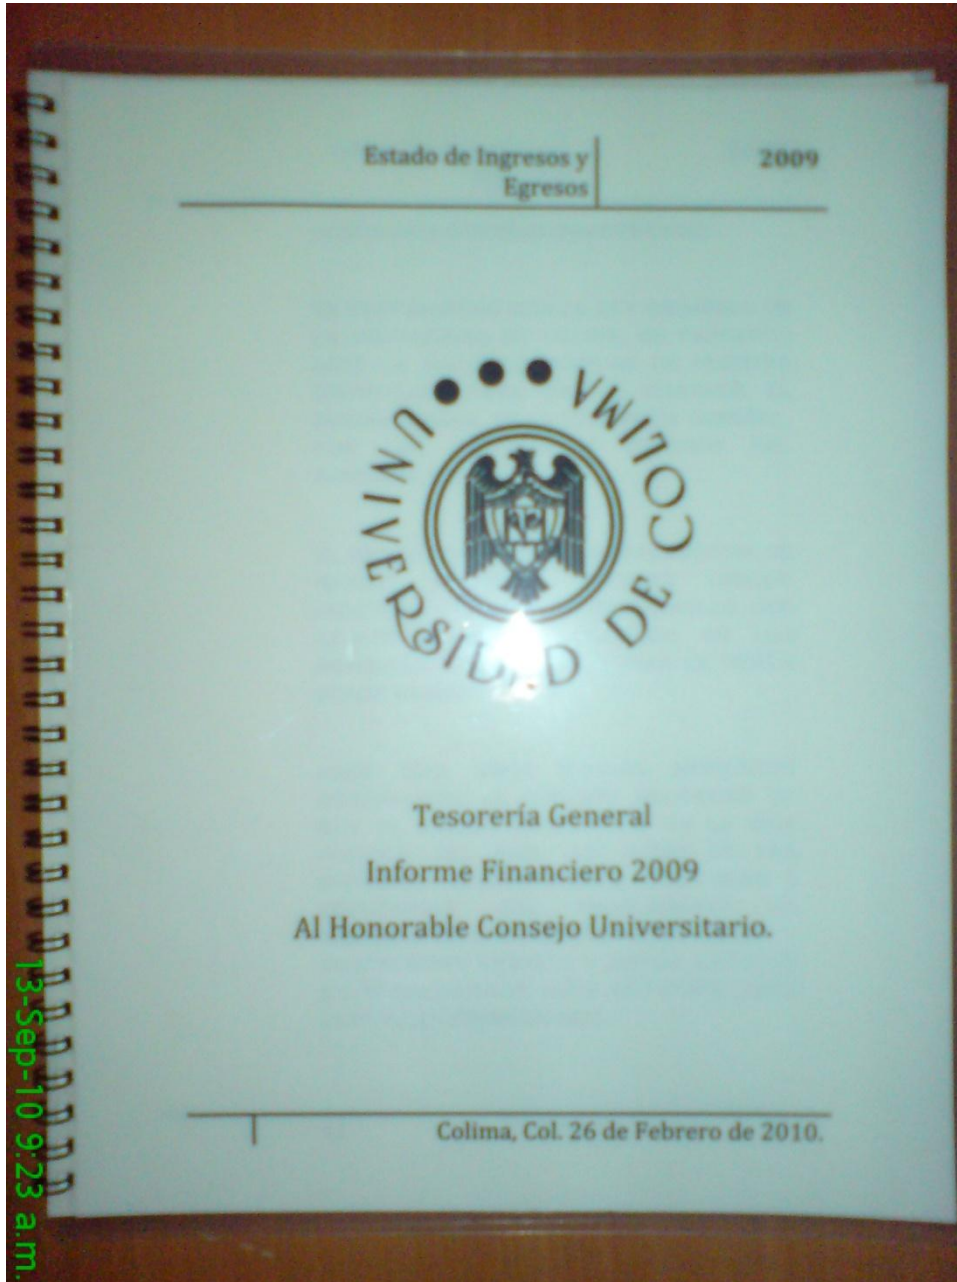 Estado de Ingresos y
Egresos
2009
UNIVERSIDAD DE COLIMA
Tesorería General
Informe Financiero 2009
Al Honorable Consejo Universitario.
Colima, Col. 26 de Febrero de 2010.
13-Sep-10 9:23 a.m.